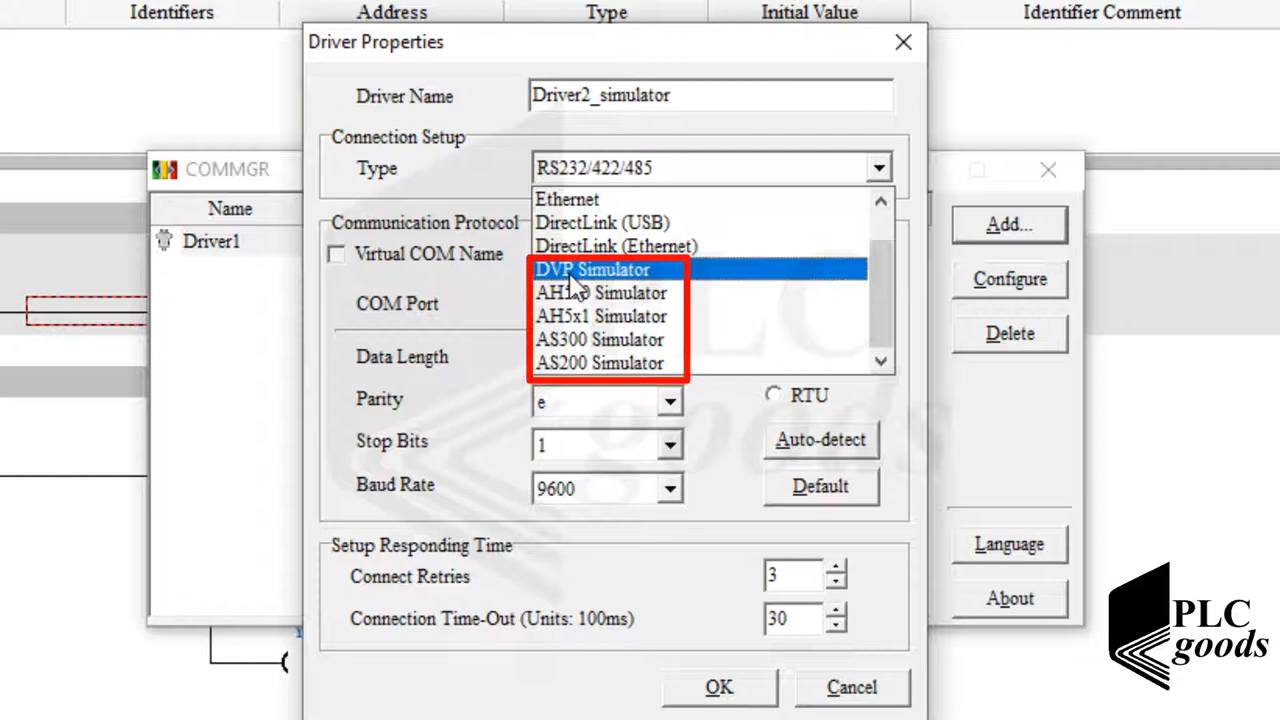 Identifiers Address Type Initial Value Identifier Comment
Driver Properties
Driver Name Driver2_simulator
Connection Setup
Type RS232/422/485
COMMGR
Name
Driver1
Ethernet
DirectLink (USB)
DirectLink (Ethernet)
DVP Simulator
AH500 Simulator
AH5x1 Simulator
AS300 Simulator
AS200 Simulator
Communication Protocol
Virtual COM Name
COM Port
Data Length
Parity e
RTU
Stop Bits 1
Auto-detect
Baud Rate 9600
Default
Setup Responding Time
Connect Retries 3
Connection Time-Out (Units: 100ms) 30
OK Cancel
Add...
Configure
Delete
Language
About
PLC
goods
PLC
goods